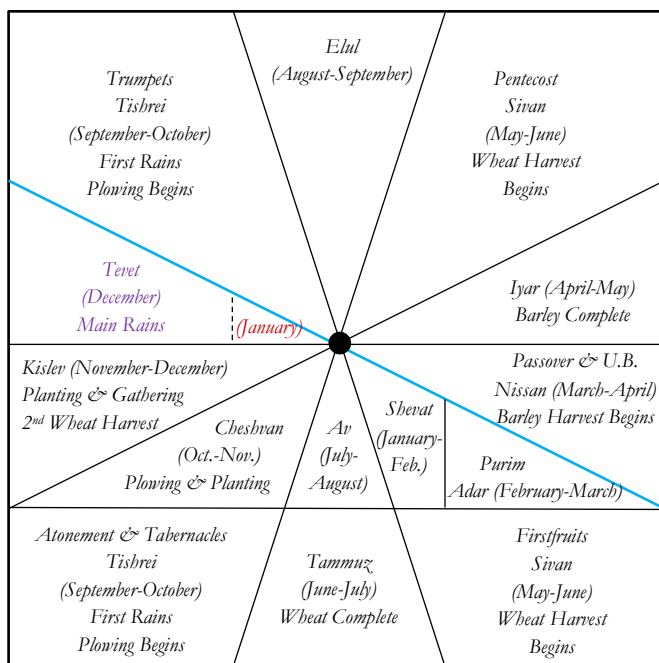 Trumpets
Tishrei
(September-October)
First Rains
Plowing Begins
Elul
(August-September)
Pentecost
Sivan
(May-June)
Wheat Harvest
Begins
Tevet
(December)
Main Rains
(January)
Iyar (April-May)
Barley Complete
Kislev (November-December)
Planting & Gathering
2nd Wheat Harvest
Cheshvan
(Oct.-Nov.)
Plowing & Planting
Av
(July-
August)
Shevat
(January-
Feb.)
Passover & U.B.
Nissan (March-April)
Barley Harvest Begins
Purim
Adar (February-March)
Atonement & Tabernacles
Tishrei
(September-October)
First Rains
Plowing Begins
Tammuz
(June-July)
Wheat Complete
Firstfruits
Sivan
(May-June)
Wheat Harvest
Begins